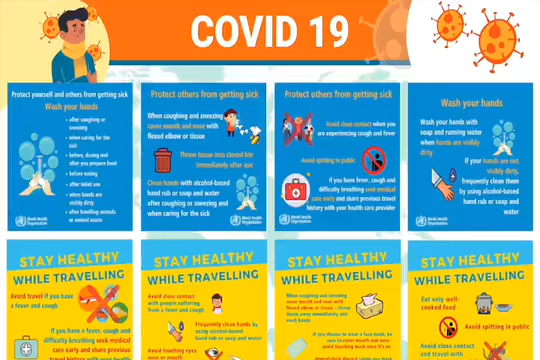 COVID 19
Protect yourself and others from getting sick
Wash your hands
• after coughing or
sneezing
• when caring for the
sick
• before, during and after
you prepare food
• before eating
• after toilet use
• when hands are
visibly dirty
• after handling animals
or animal waste
World Health
Organization
Protect others from getting sick
When coughing and sneezing
cover mouth and nose with
flexed elbow or tissue
Throw tissue into closed bin
immediately after use
Clean hands with alcohol-based
hand rub or soap and water
after coughing or sneezing and
when caring for the sick
World Health
Organization
Protect others from getting sick
Avoid close contact when you
are experiencing cough and fever
Avoid spitting in public
If you have fever, cough and
difficulty breathing seek medical
care early and share previous travel
history with your health care provider
World Health
Organization
Wash your hands
Wash your hands with
soap and running water
when hands are visibly
dirty
If your hands are not
visibly dirty,
frequently clean them
by using alcohol-based
hand rub or soap and
water
World Health
Organization
STAY HEALTHY
WHILE TRAVELLING
Avoid travel if you have
a fever and cough
If you have a fever, cough and
difficulty breathing seek medical
care early and share previous
STAY HEALTHY
WHILE TRAVELLING
Avoid close contact with
people suffering
from a fever and cough
Frequently clean hands by
using alcohol-based
hand rub or soap and water
Avoid touching eyes
STAY HEALTHY
WHILE TRAVELLING
When coughing and sneezing
cover mouth and nose with
flexed elbow or tissue – throw
tissue away immediately and wash
hands
If you choose to wear a face mask, be
sure to cover mouth and nose –
avoid touching mask once it's on
STAY HEALTHY
WHILE TRAVELLING
Eat only well-
cooked food
Avoid spitting in public
Avoid close contact and
travel with